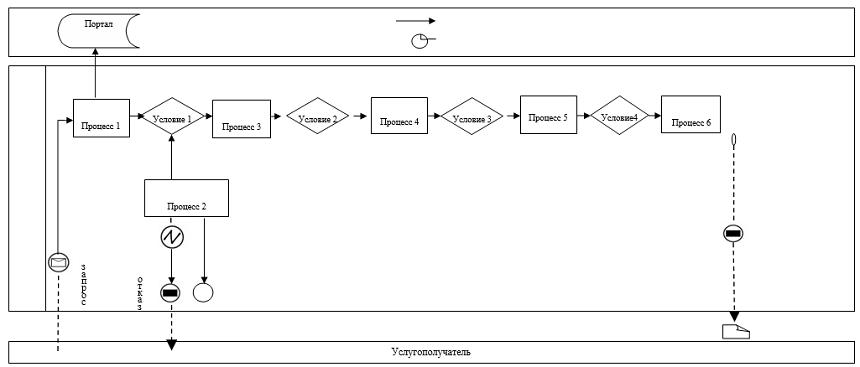 Портал
Процесс 1
Условие 1
Процесс 3
Условие 2
Процесс 4
Условие 3
Процесс 5
Условие4
Процесс 6
Процесс 2
запрос
отказ
Услугополучатель